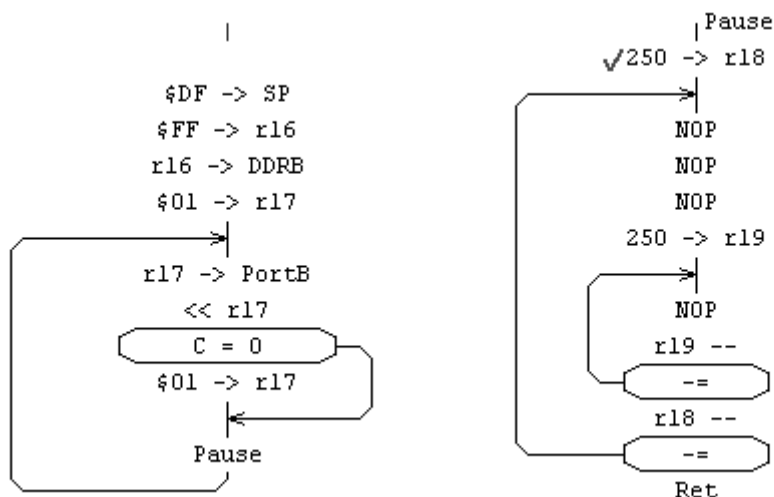 $DF -> SP
$FF -> r16
r16 -> DDRB
$01 -> r17
r17 -> PortB
<< r17
C = 0
$01 -> r17
Pause
Pause
✓250 -> r18
NOP
NOP
NOP
250 -> r19
NOP
r19 --
-=
r18 --
-=
Ret